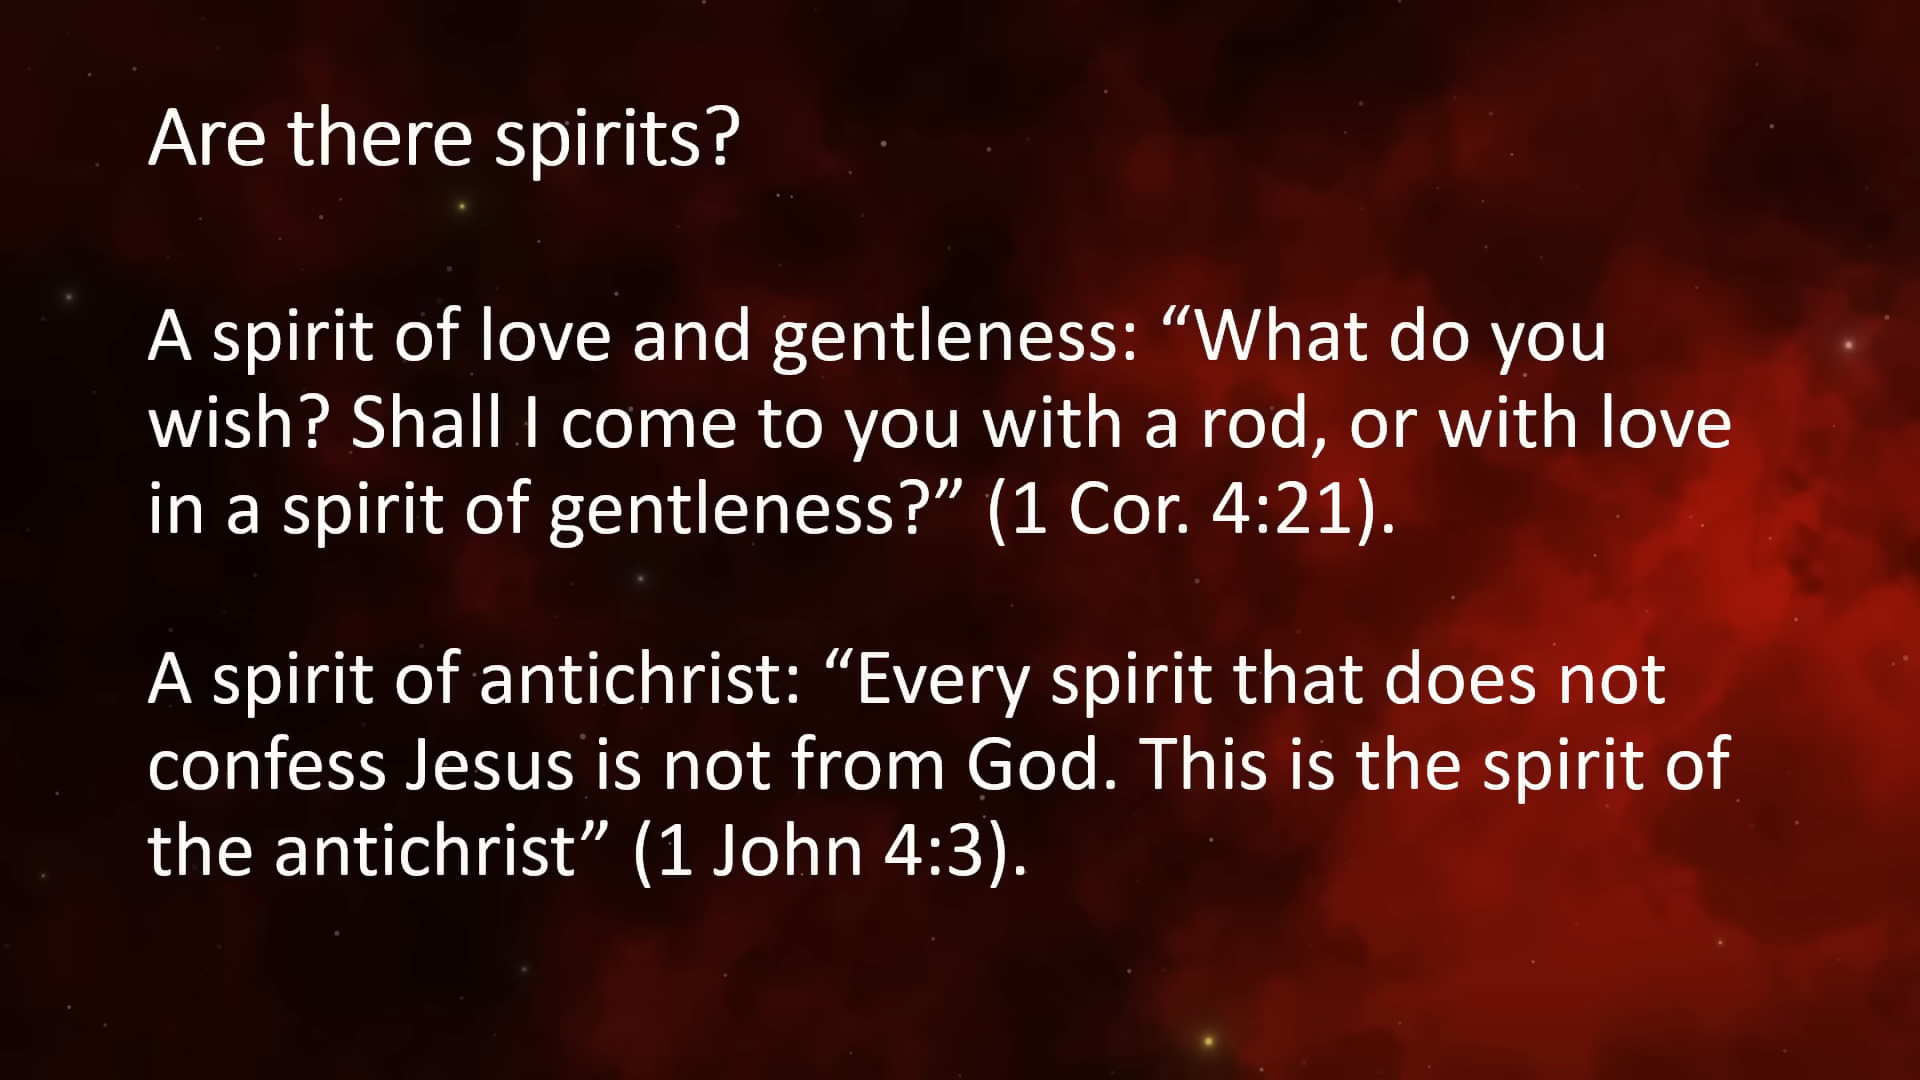 Are there spirits?
A spirit of love and gentleness: “What do you
wish? Shall I come to you with a rod, or with love
in a spirit of gentleness?” (1 Cor. 4:21).
A spirit of antichrist: “Every spirit that does not
confess Jesus is not from God. This is the spirit of
the antichrist” (1 John 4:3).